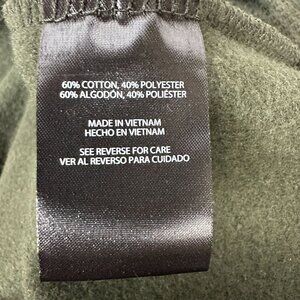 60% COTTON, 40% POLYESTER
60% ALGODÓN, 40% POLIÉSTER
MADE IN VIETNAM
HECHO EN VIETNAM
SEE REVERSE FOR CARE
VER AL REVERSO PARA CUIDADO